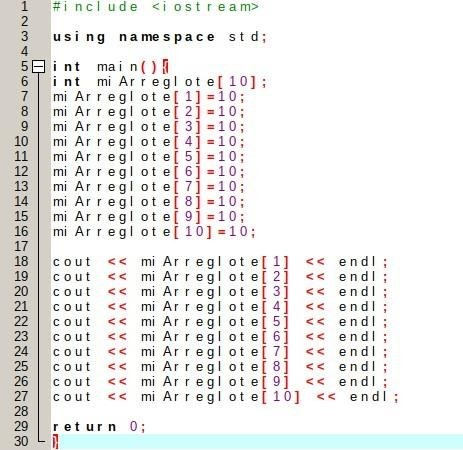 1 #include <iostream>
2
3 using namespace std;
4
5 int main(){
6 int miArreglote[10];
7 miArreglote[1]=10;
8 miArreglote[2]=10;
9 miArreglote[3]=10;
10 miArreglote[4]=10;
11 miArreglote[5]=10;
12 miArreglote[6]=10;
13 miArreglote[7]=10;
14 miArreglote[8]=10;
15 miArreglote[9]=10;
16 miArreglote[10]=10;
17
18 cout << miArreglote[1] << endl;
19 cout << miArreglote[2] << endl;
20 cout << miArreglote[3] << endl;
21 cout << miArreglote[4] << endl;
22 cout << miArreglote[5] << endl;
23 cout << miArreglote[6] << endl;
24 cout << miArreglote[7] << endl;
25 cout << miArreglote[8] << endl;
26 cout << miArreglote[9] << endl;
27 cout << miArreglote[10] << endl;
28
29 return 0;
30 }